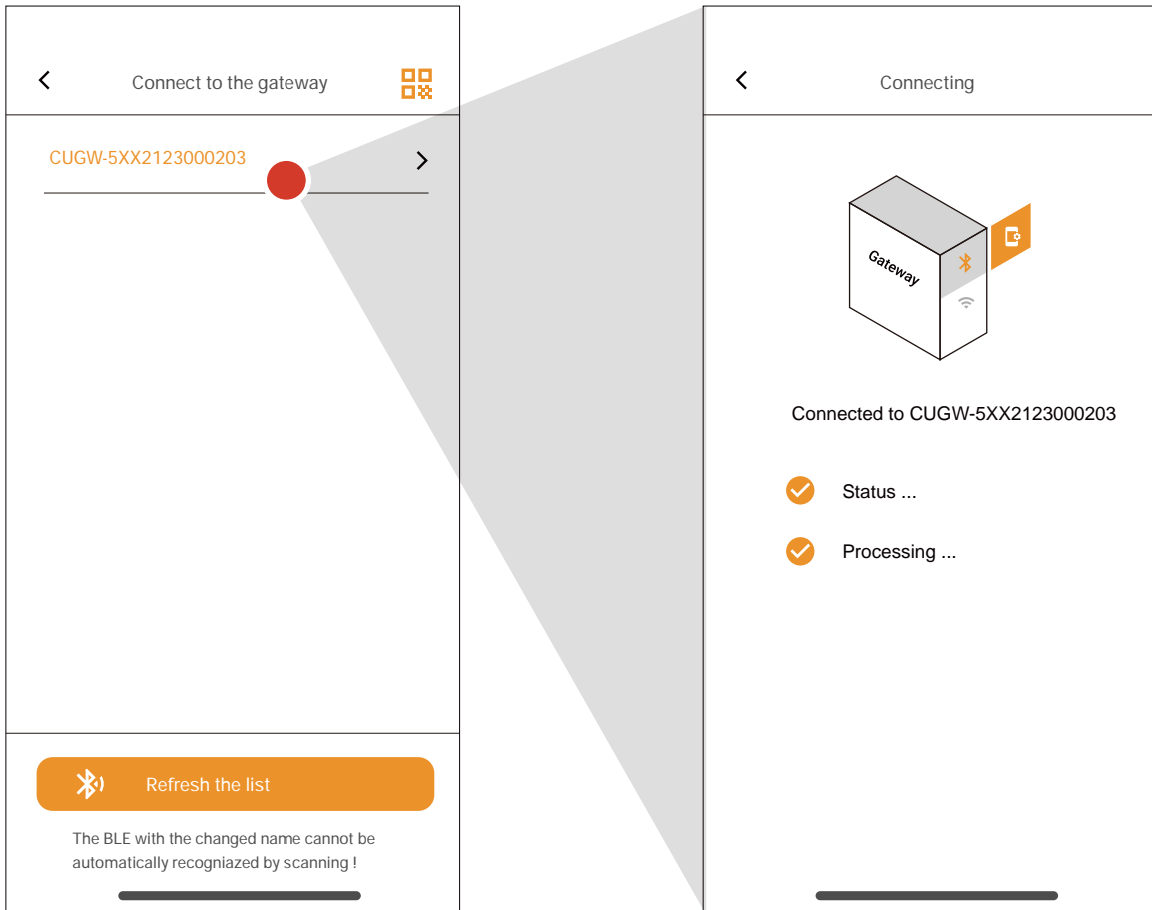 Connect to the gateway
CUGW-5XX2123000203
Refresh the list
The BLE with the changed name cannot be
automatically recogniazed by scanning !
Connecting
Gateway
Connected to CUGW-5XX2123000203
Status ...
Processing ...